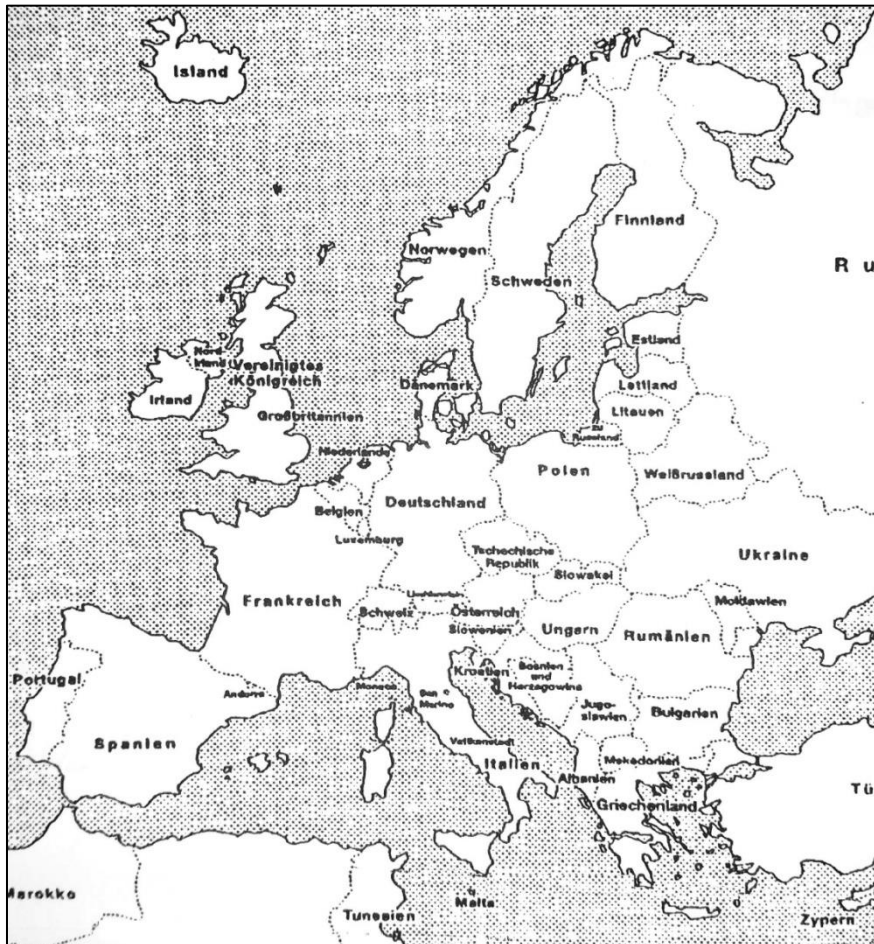 Island
Finnland
Norwegen
R u
Schweden
Estland
Nord-
irland
Vereinigtes
Königreich
Dänemark
Lettland
Irland
Litauen
Großbritannien
zu
Russland
Niederlande
Polen
Weißrussland
Deutschland
Belgien
Luxemburg
Tschechische
Republik
Ukraine
Slowakei
Liechtenstein
Frankreich
Schweiz
Österreich
Moldawien
Slowenien
Ungarn
Rumänien
Kroatien
Bosnien
und
Herzegowina
Portugal
Andorra
Monaco
San
Marino
Jugo-
slawien
Bulgarien
Spanien
Vatikanstadt
Italien
Makedonien
Albanien
Tü
Griechenland
Marokko
Malta
Tunesien
Zypern